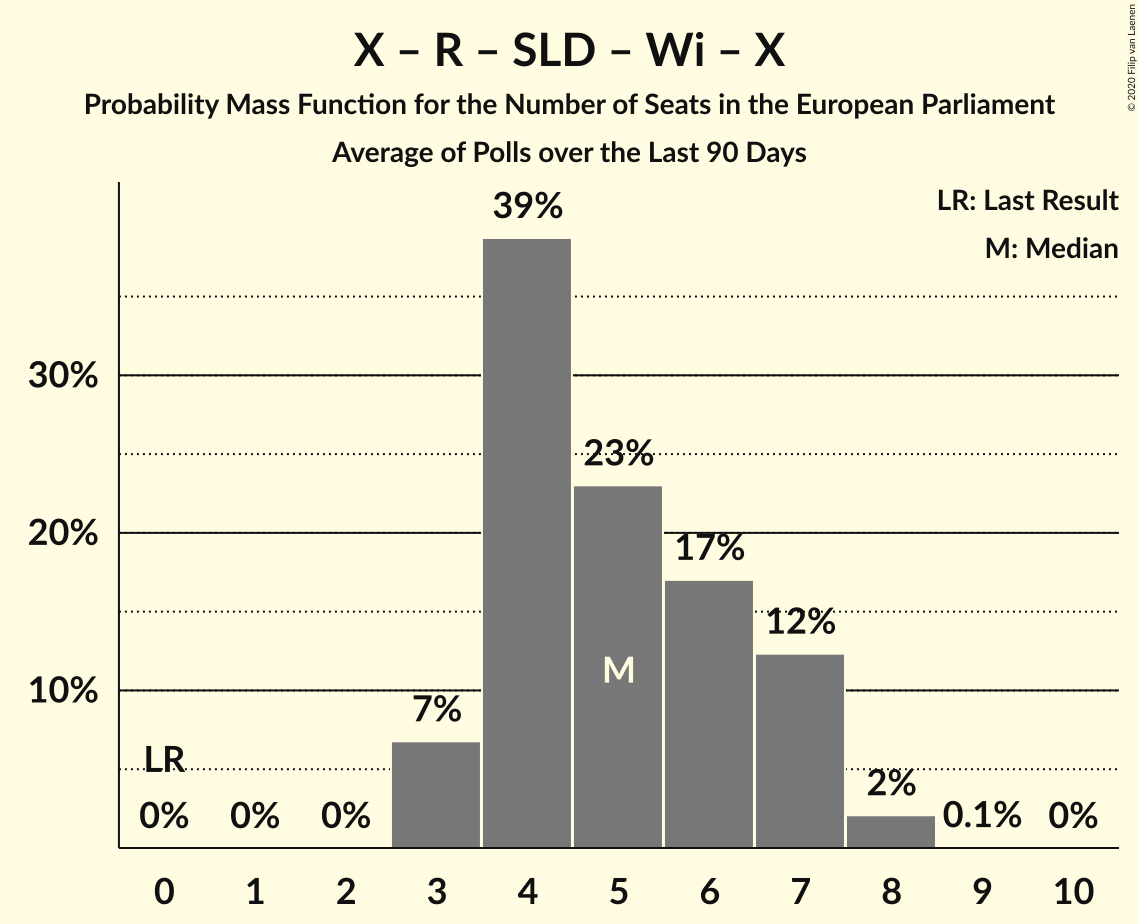 X – R – SLD – Wi – X
Probability Mass Function for the Number of Seats in the European Parliament
Average of Polls over the Last 90 Days
© 2020 Filip van Laenen
LR: Last Result
M: Median
30%
20%
10%
LR
0%
0%
0%
7%
39%
23%
17%
12%
2%
0.1%
0%
M
0 1 2 3 4 5 6 7 8 9 10